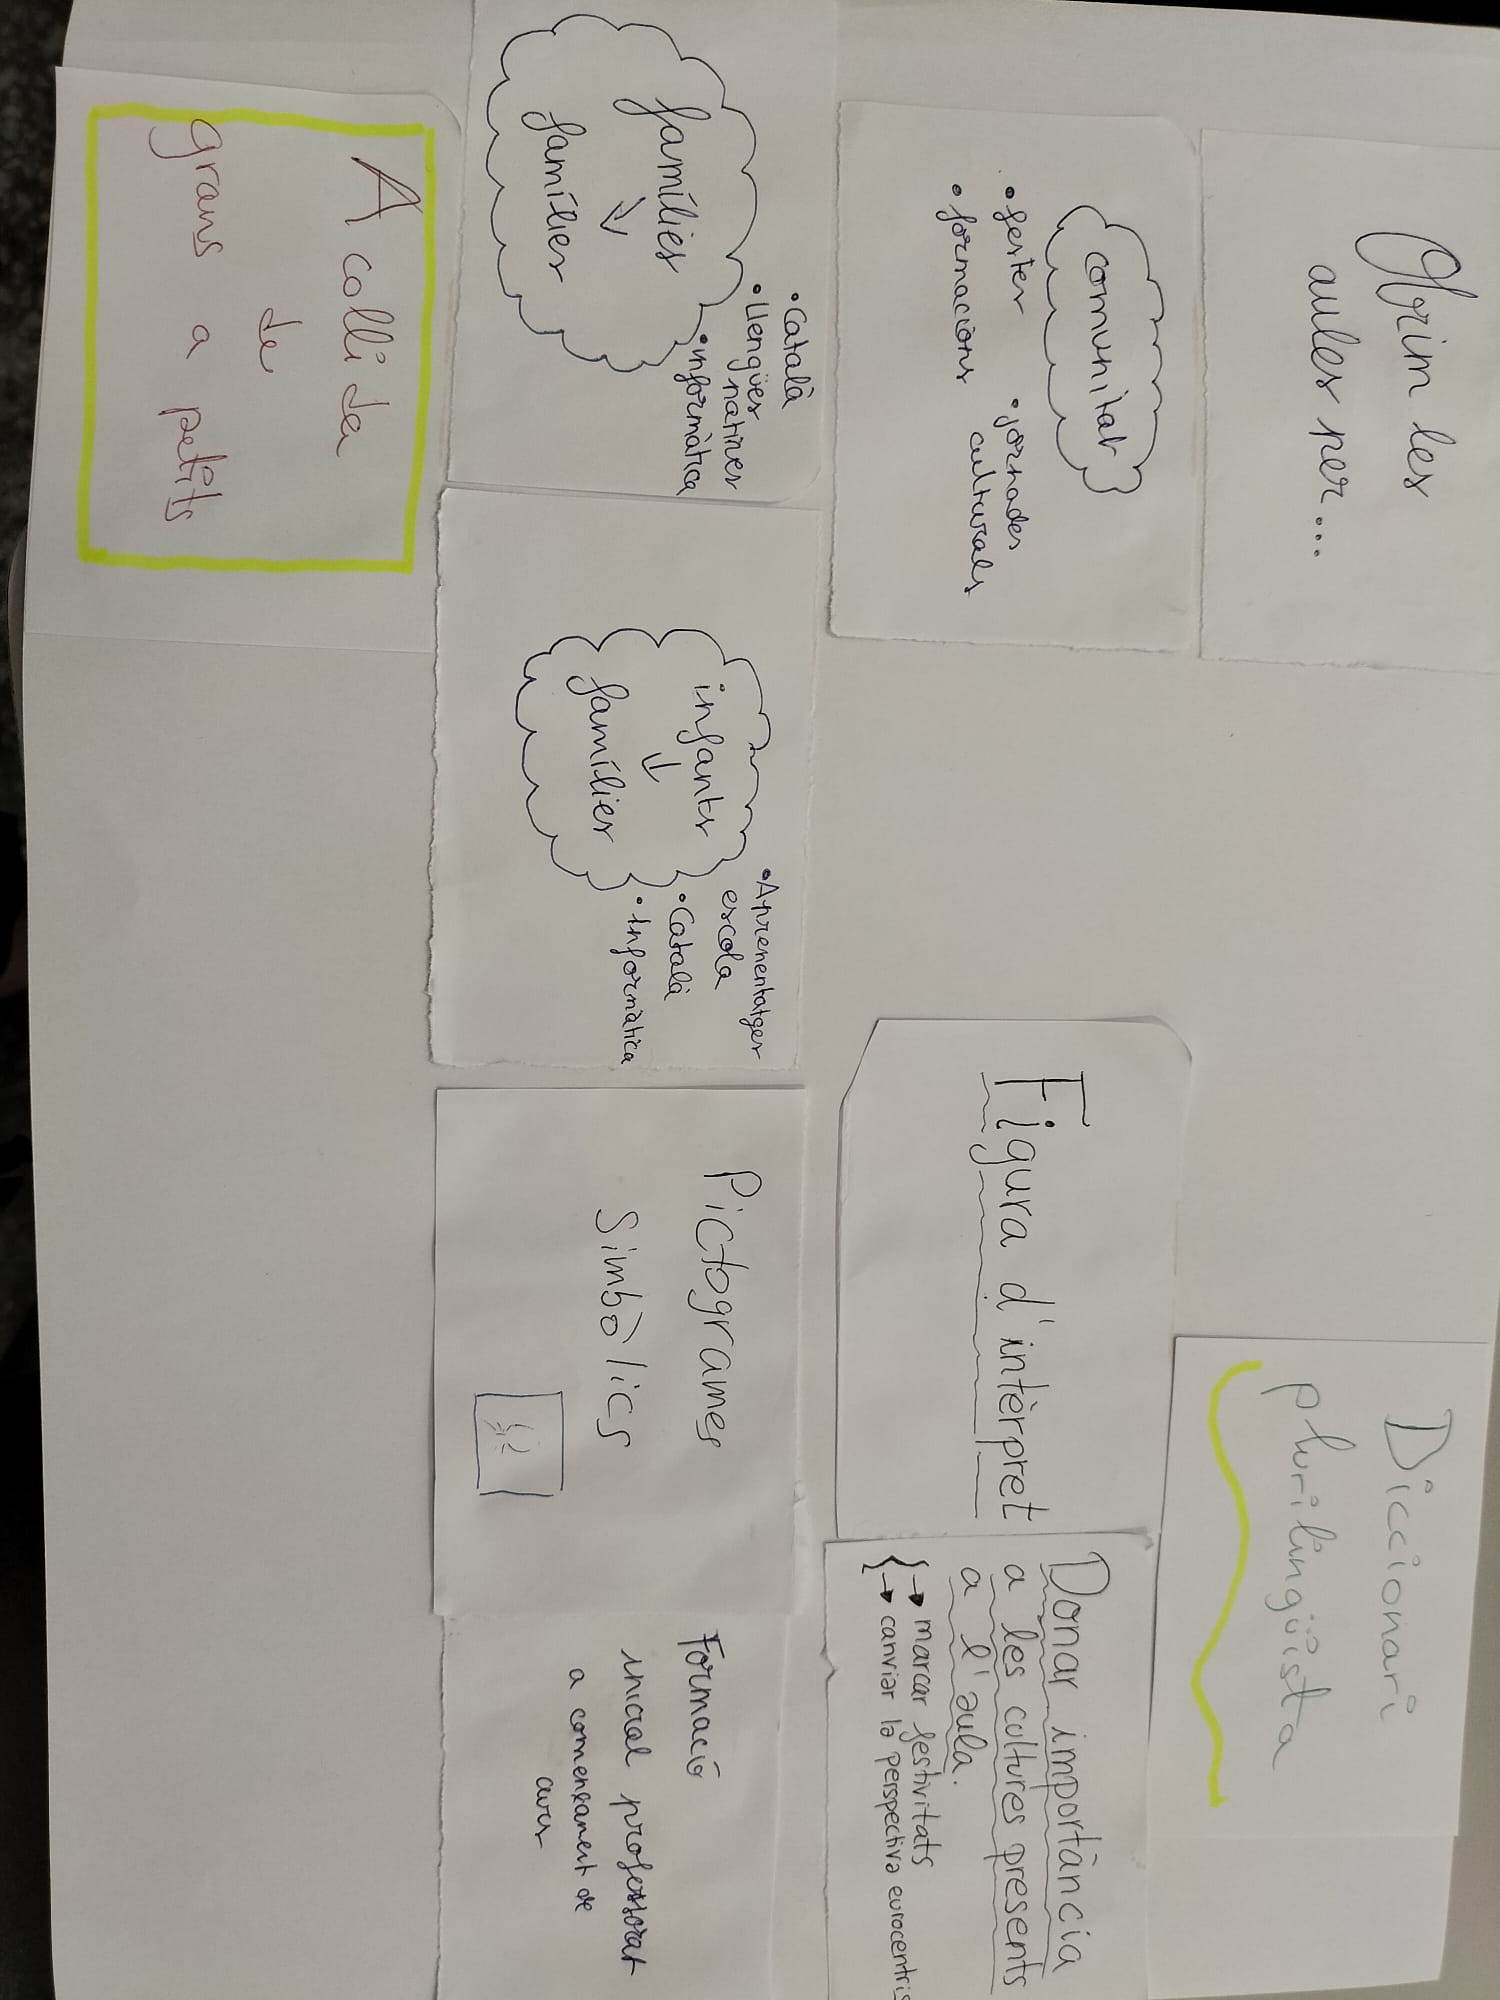 Obrim les
aules per...
comunitat
• festes
• formacions
• jornades
culturals
• Català
• Llengües
natives
• informàtica
famílies
famílies
• Aprenentatges
escola
• Català
• Informàtica
infants
famílies
Acollida
de
grans a petits
Diccionari
plurilingüista
Figura d'intèrpret
Donar importància
a les cultures presents
a l'aula.
→ marcar festivitats
→ canviar la perspectiva eurocentris
Pictogrames
Simbòlics
Formació
inicial professorat
a començament de
curs